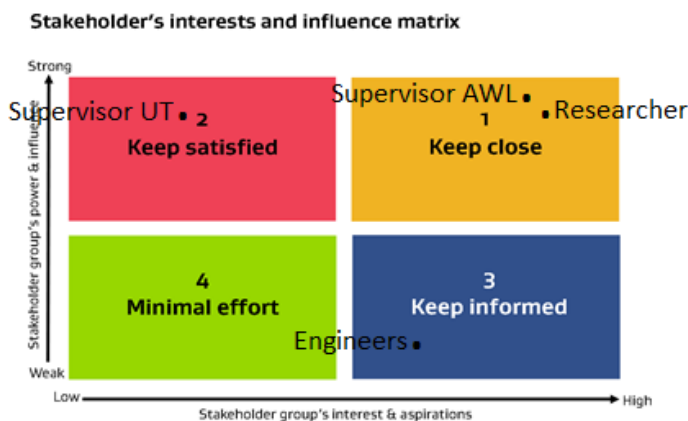 Stakeholder's interests and influence matrix
Strong
Supervisor UT
2
Keep satisfied
Supervisor AWL
Researcher
1
Keep close
Stakeholder group's power & influence
4
Minimal effort
3
Keep informed
Engineers
Weak
Low
High
Stakeholder group's interest & aspirations